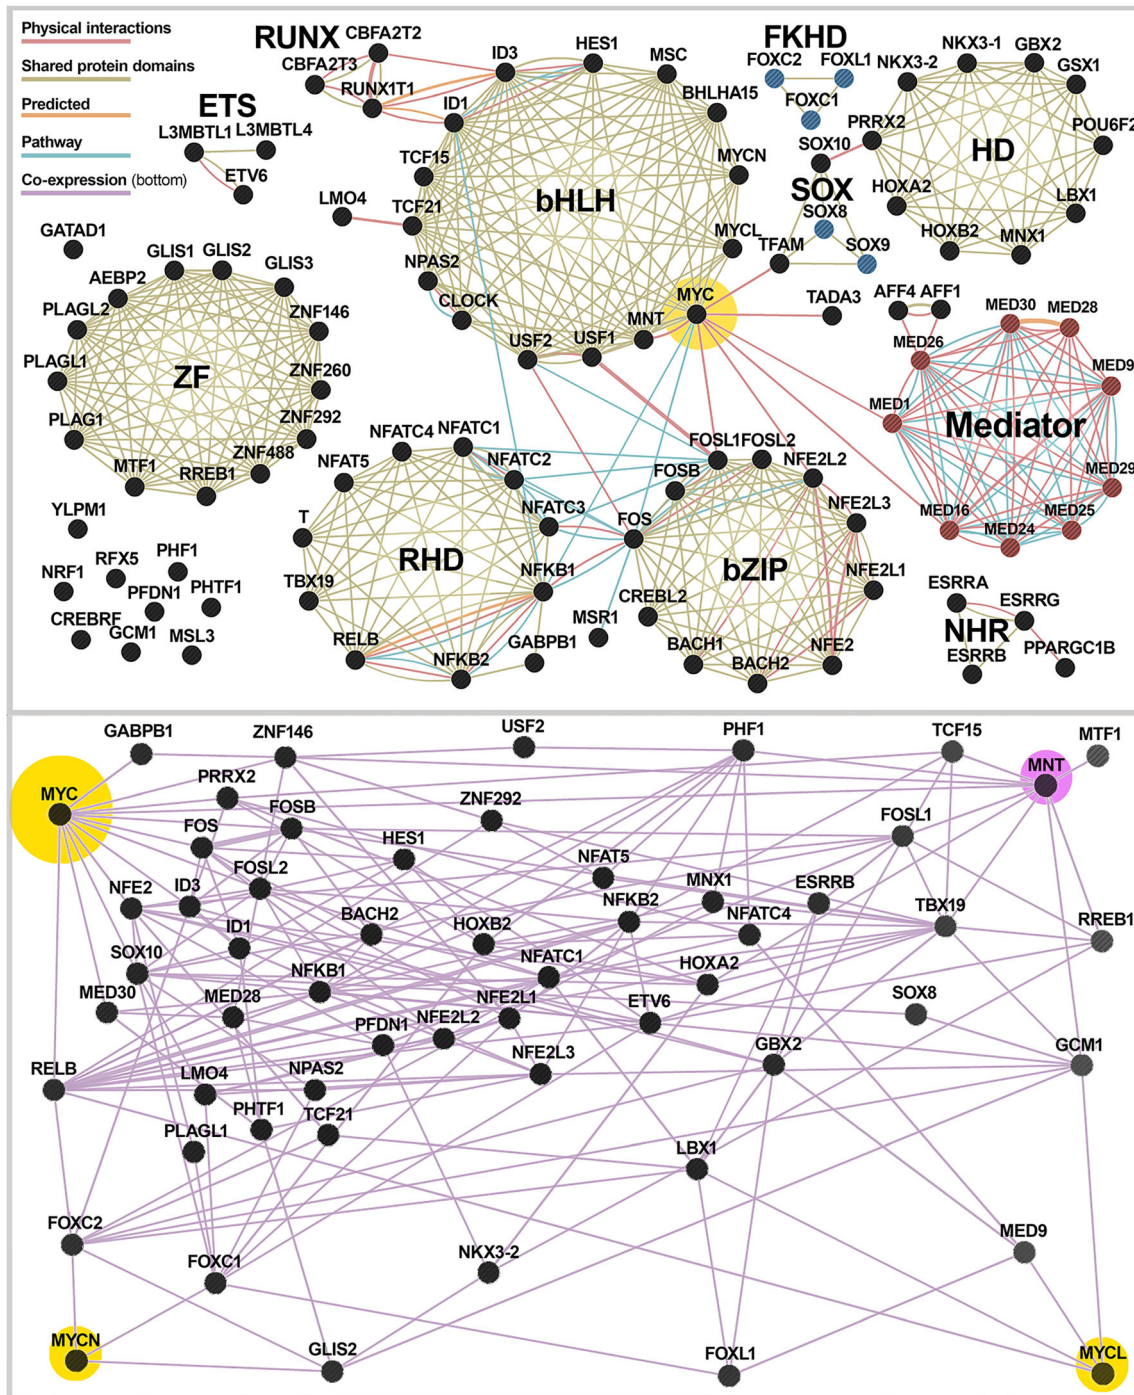 Physical interactions
Shared protein domains
Predicted
Pathway
Co-expression (bottom)
RUNX
CBFA2T2
CBFA2T3
RUNX1T1
ETS
L3MBTL1
L3MBTL4
ETV6
LMO4
GATAD1
ID3
HES1
MSC
ID1
BHLHA15
TCF15
MYCN
bHLH
TCF21
MYCL
NPAS2
CLOCK
MYC
MNT
USF2
USF1
FKHD
FOXC2
FOXL1
FOXC1
SOX10
SOX
SOX8
SOX9
TFAM
TADA3
NKX3-1
GBX2
NKX3-2
GSX1
PRRX2
POU6F2
HD
HOXA2
LBX1
HOXB2
MNX1
GLIS1
GLIS2
GLIS3
AEBP2
PLAGL2
ZNF146
PLAGL1
ZF
ZNF260
PLAG1
ZNF292
MTF1
RREB1
ZNF488
AFF4
AFF1
MED30
MED28
MED26
MED9
MED1
Mediator
MED29
MED16
MED25
MED24
NFATC4
NFATC1
NFAT5
NFATC2
T
NFATC3
RHD
TBX19
NFKB1
RELB
NFKB2
GABPB1
FOSL1
FOSL2
FOSB
NFE2L2
FOS
NFE2L3
bZIP
NFE2L1
CREBL2
MSR1
BACH1
BACH2
NFE2
YLPM1
RFX5
PHF1
NRF1
PFDN1
PHTF1
CREBRF
GCM1
MSL3
ESRRA
ESRRG
NHR
ESRRB
PPARGC1B
GABPB1
ZNF146
USF2
PHF1
TCF15
MTF1
MNT
MYC
PRRX2
ZNF292
FOS
FOSB
HES1
FOSL1
NFAT5
FOSL2
NFE2
ID3
MNX1
ESRRB
BACH2
NFKB2
TBX19
RREB1
ID1
HOXB2
NFATC4
SOX10
NFKB1
NFATC1
HOXA2
MED30
MED28
NFE2L1
ETV6
SOX8
PFDN1
NFE2L2
GBX2
GCM1
RELB
LMO4
NPAS2
NFE2L3
PHTF1
TCF21
PLAGL1
LBX1
FOXC2
MED9
FOXC1
NKX3-2
MYCN
GLIS2
FOXL1
MYCL